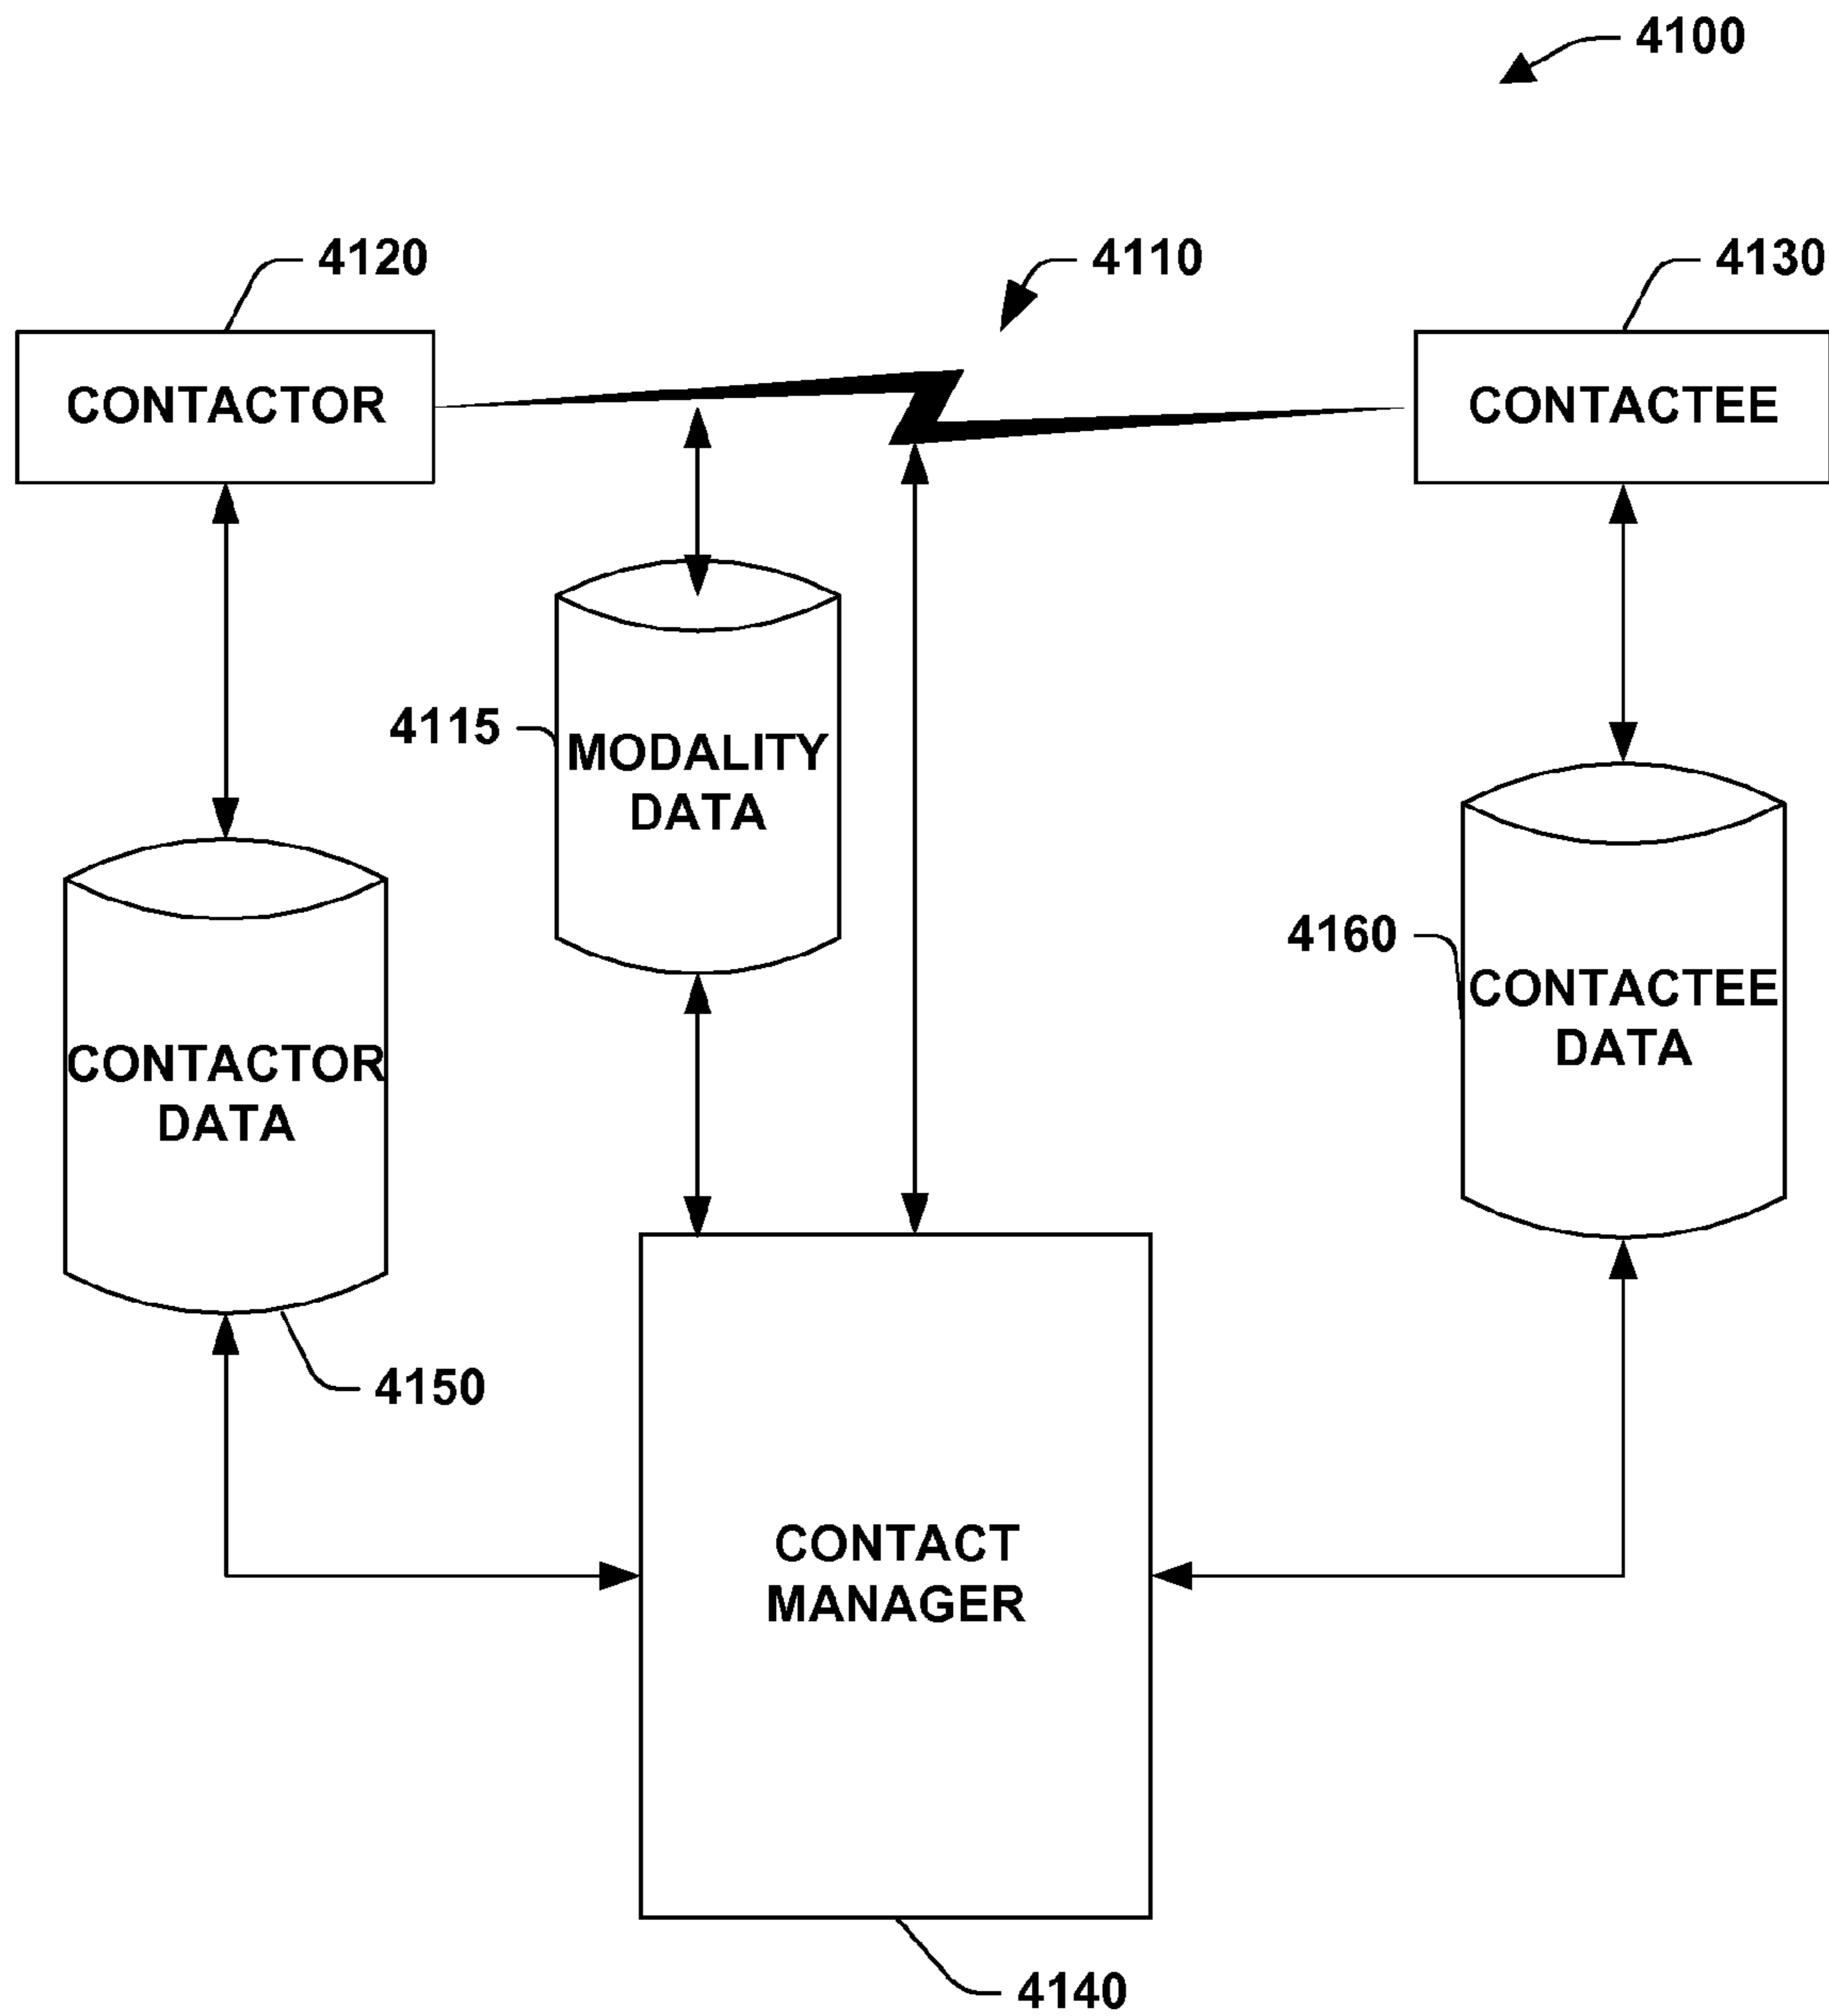 4100
4120
4110
4130
CONTACTOR
CONTACTEE
4115
MODALITY
DATA
4160
CONTACTEE
DATA
CONTACTOR
DATA
4150
CONTACT
MANAGER
4140